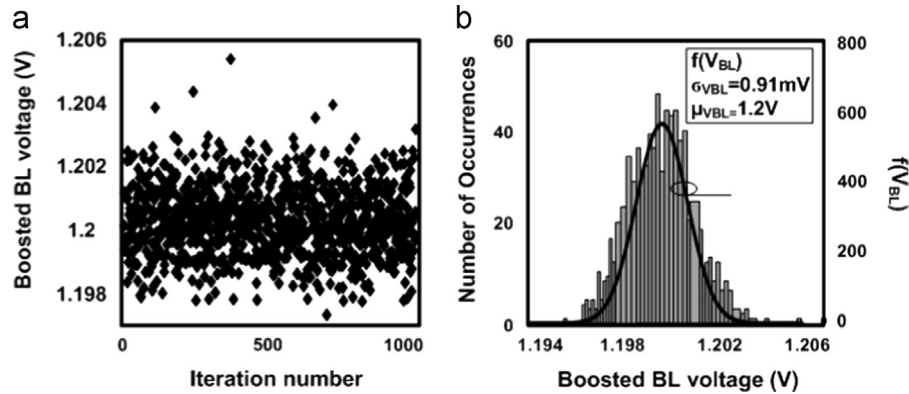 a
1.206
1.204
1.202
1.2
1.198
Boosted BL voltage (V)
0
500
1000
Iteration number
b
60
40
20
0
Number of Occurrences
800
600
400
200
0
f(VBL)
f(VBL)
σVBL=0.91mV
μVBL=1.2V
1.194
1.198
1.202
1.206
Boosted BL voltage (V)